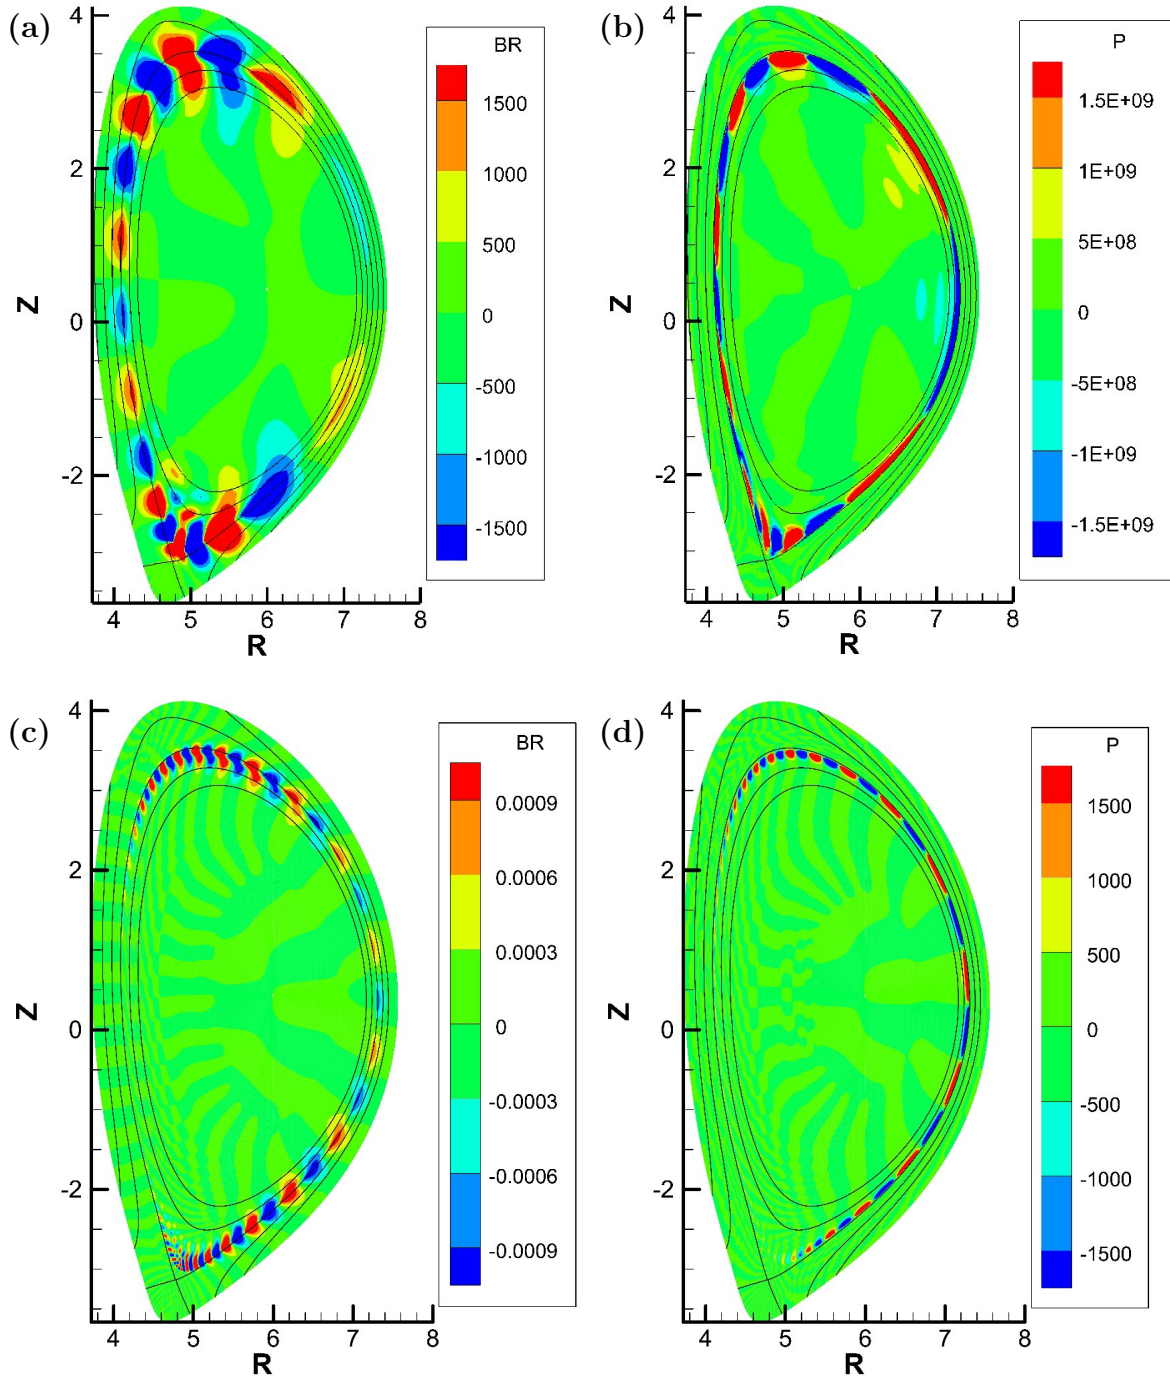 (a)
BR
4
2
0
-2
Z
4 5 6 7 8
R
1500
1000
500
0
-500
-1000
-1500
(b)
P
4
2
0
-2
Z
4 5 6 7 8
R
1.5E+09
1E+09
5E+08
0
-5E+08
-1E+09
-1.5E+09
(c)
BR
4
2
0
-2
Z
4 5 6 7 8
R
0.0009
0.0006
0.0003
0
-0.0003
-0.0006
-0.0009
(d)
P
4
2
0
-2
Z
4 5 6 7 8
R
1500
1000
500
0
-500
-1000
-1500